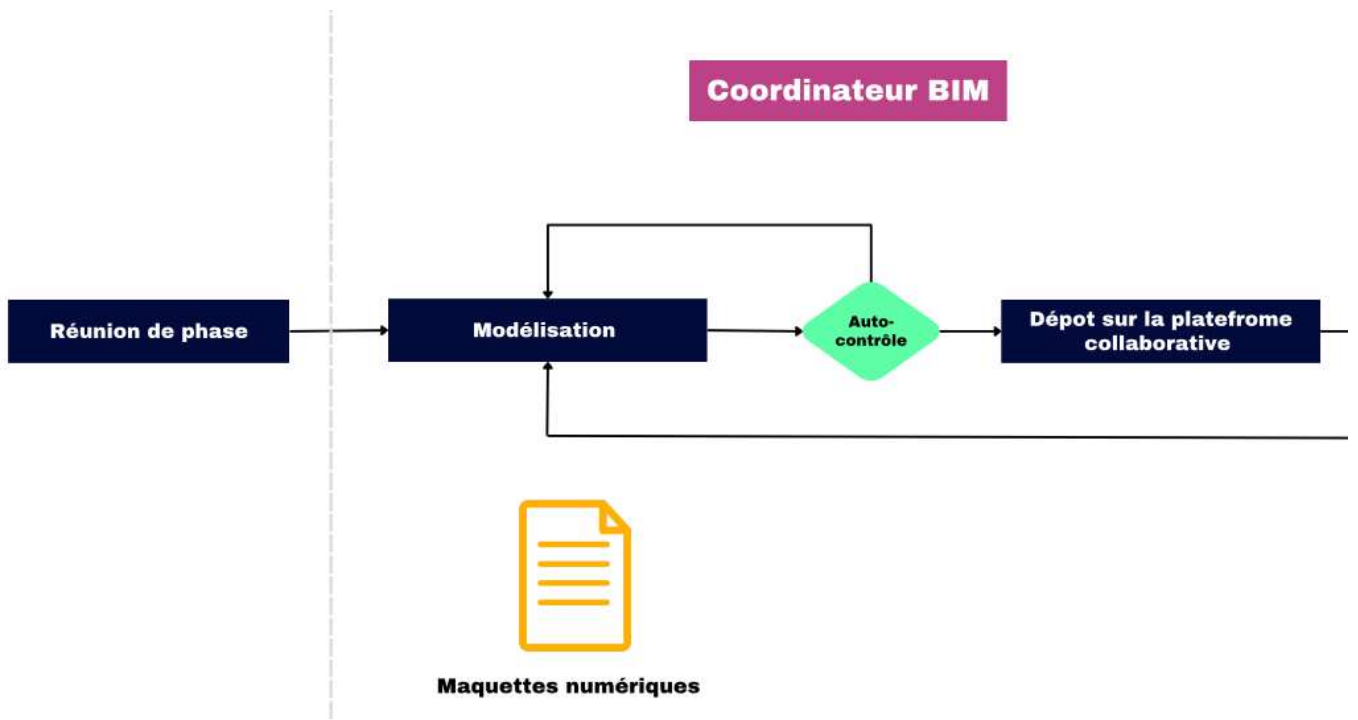 Coordinateur BIM
Réunion de phase
Modélisation
Auto-
contrôle
Dépot sur la platefrome
collaborative
Maquettes numériques